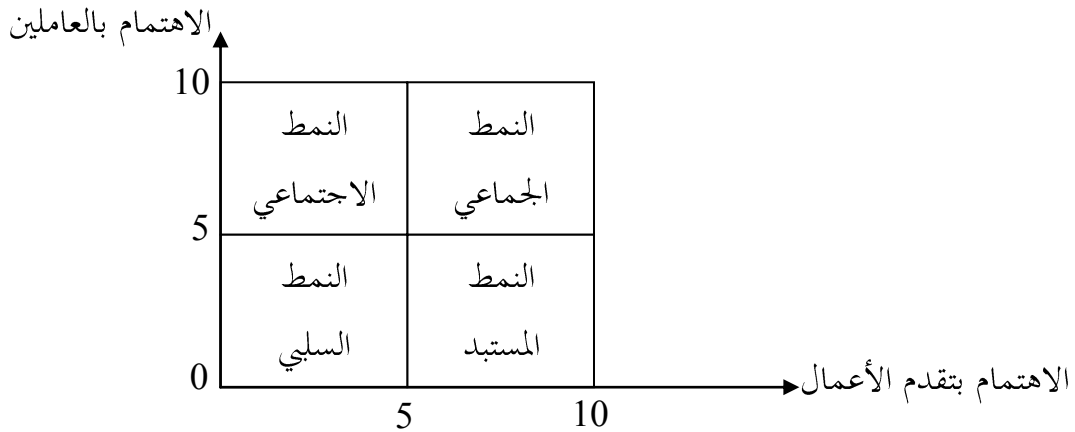 الاهتمام بالعاملين
10
النمط
الجماعي
النمط
الاجتماعي
5
النمط
المستبد
النمط
السلبي
0
الاهتمام بتقدم الأعمال
5
10